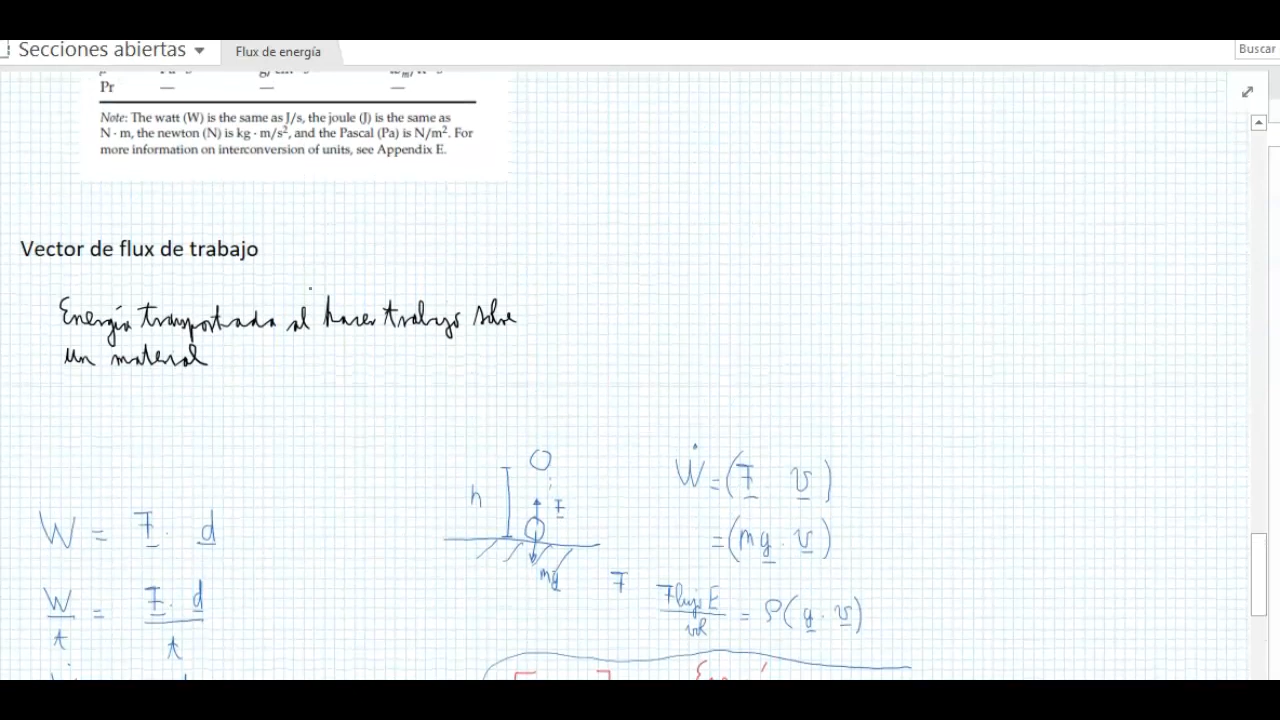 Secciones abiertas
Flux de energía
Buscar
Pr — — —
Note: The watt (W) is the same as J/s, the joule (J) is the same as
N · m, the newton (N) is kg · m/s², and the Pascal (Pa) is N/m². For
more information on interconversion of units, see Appendix E.
Vector de flux de trabajo
Energía transportada al hacer trabajo sobre
un material
h
F
mg
F
Ẇ = (F · v)
= (mg · v)
Flujo E / vol = ρ(g · v)
W = F · d
W/t = F · d / t